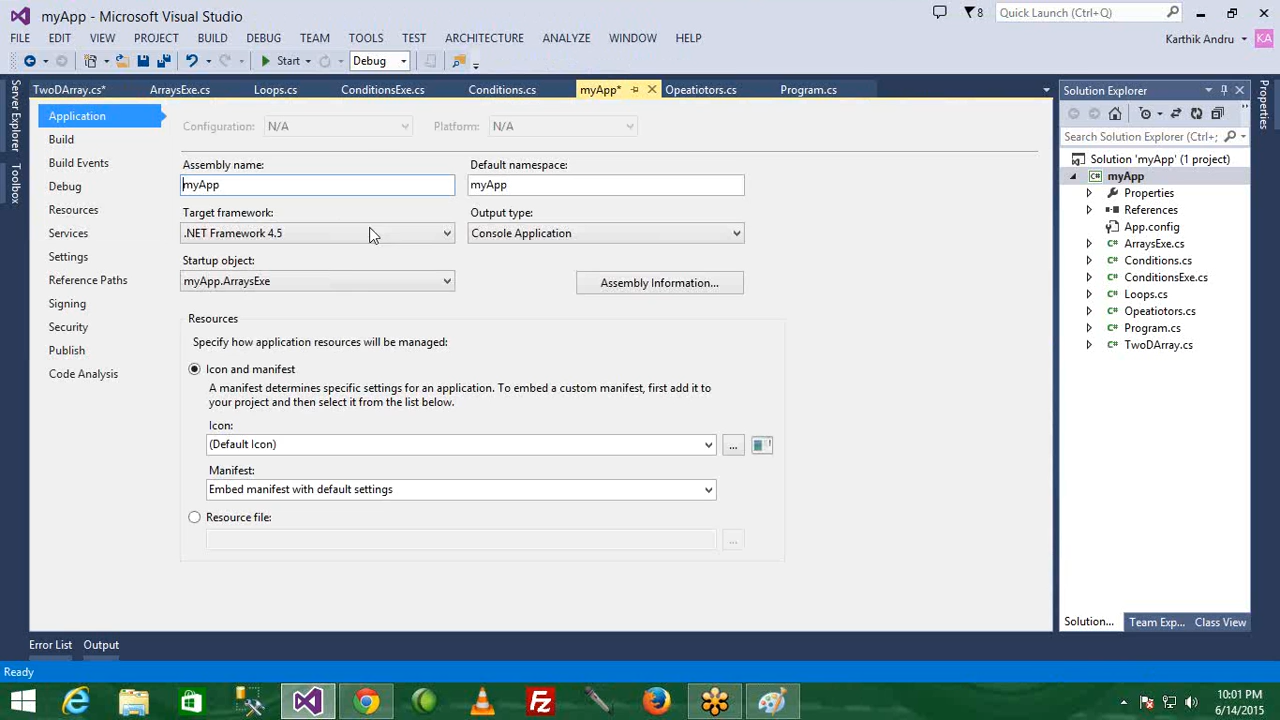 myApp - Microsoft Visual Studio
8
Quick Launch (Ctrl+Q)
FILE EDIT VIEW PROJECT BUILD DEBUG TEAM TOOLS TEST ARCHITECTURE ANALYZE WINDOW HELP
Karthik Andru
KA
Start
Debug
Server Explorer
Toolbox
TwoDArray.cs* ArraysExe.cs Loops.cs ConditionsExe.cs Conditions.cs myApp* Opeatiotors.cs Program.cs
Application
Build
Build Events
Debug
Resources
Services
Settings
Reference Paths
Signing
Security
Publish
Code Analysis
Configuration: N/A Platform: N/A
Assembly name: Default namespace:
myApp myApp
Target framework: Output type:
.NET Framework 4.5 Console Application
Startup object:
myApp.ArraysExe Assembly Information...
Resources
Specify how application resources will be managed:
Icon and manifest
A manifest determines specific settings for an application. To embed a custom manifest, first add it to
your project and then select it from the list below.
Icon:
(Default Icon) ...
Manifest:
Embed manifest with default settings
Resource file:
...
Solution Explorer
Search Solution Explorer (Ctrl+;)
Solution 'myApp' (1 project)
myApp
Properties
References
App.config
ArraysExe.cs
Conditions.cs
ConditionsExe.cs
Loops.cs
Opeatiotors.cs
Program.cs
TwoDArray.cs
Solution... Team Exp... Class View
Properties
Error List Output
Ready
10:01 PM
6/14/2015